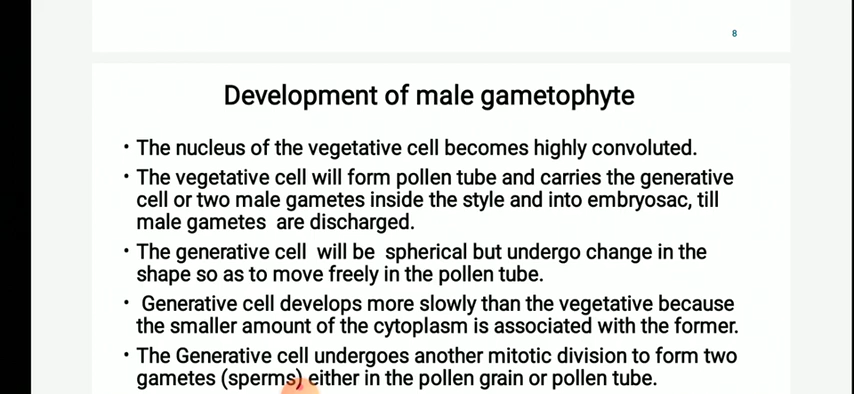 8
Development of male gametophyte
• The nucleus of the vegetative cell becomes highly convoluted.
• The vegetative cell will form pollen tube and carries the generative
cell or two male gametes inside the style and into embryosac, till
male gametes are discharged.
• The generative cell will be spherical but undergo change in the
shape so as to move freely in the pollen tube.
• Generative cell develops more slowly than the vegetative because
the smaller amount of the cytoplasm is associated with the former.
• The Generative cell undergoes another mitotic division to form two
gametes (sperms) either in the pollen grain or pollen tube.